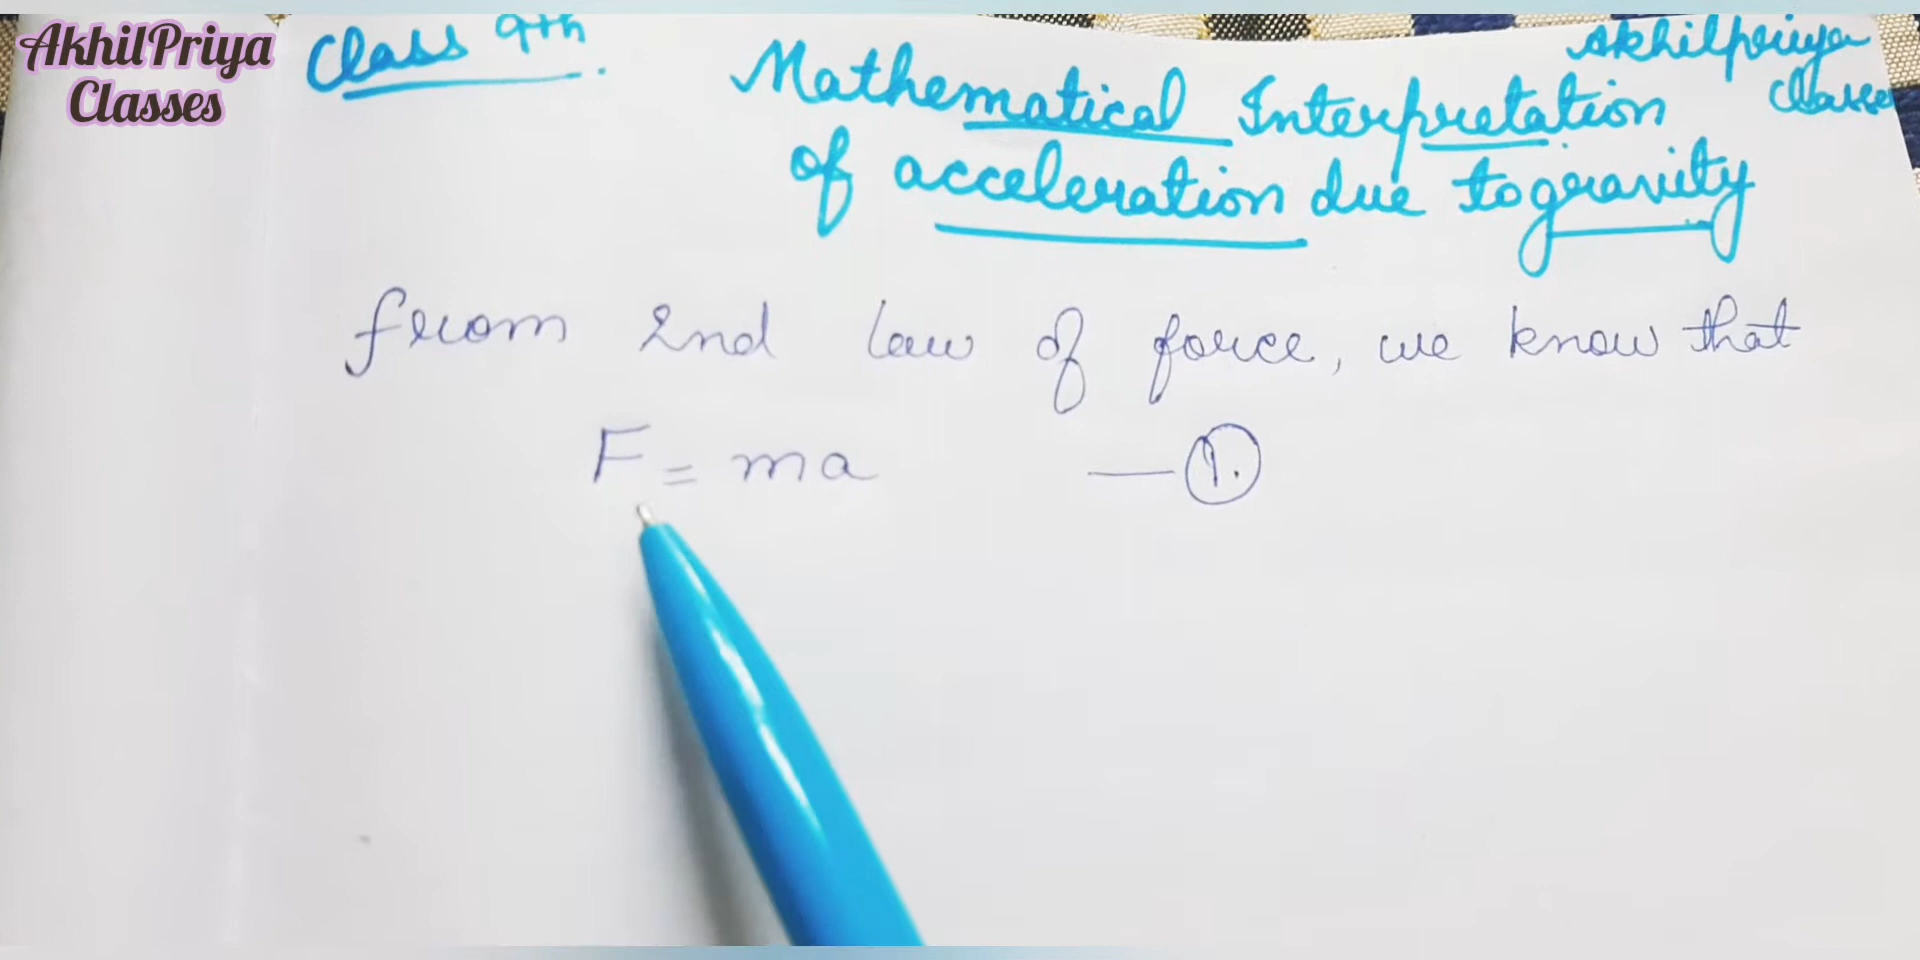 AkhilPriya
Classes
Class 9th.
Akhilpriya
Classe
Mathematical Interpretation
of acceleration due to gravity
from 2nd law of force, we know that
F = ma — 1.